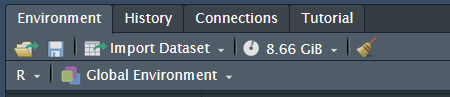 Environment History Connections Tutorial
Import Dataset 8.66 GiB
R Global Environment